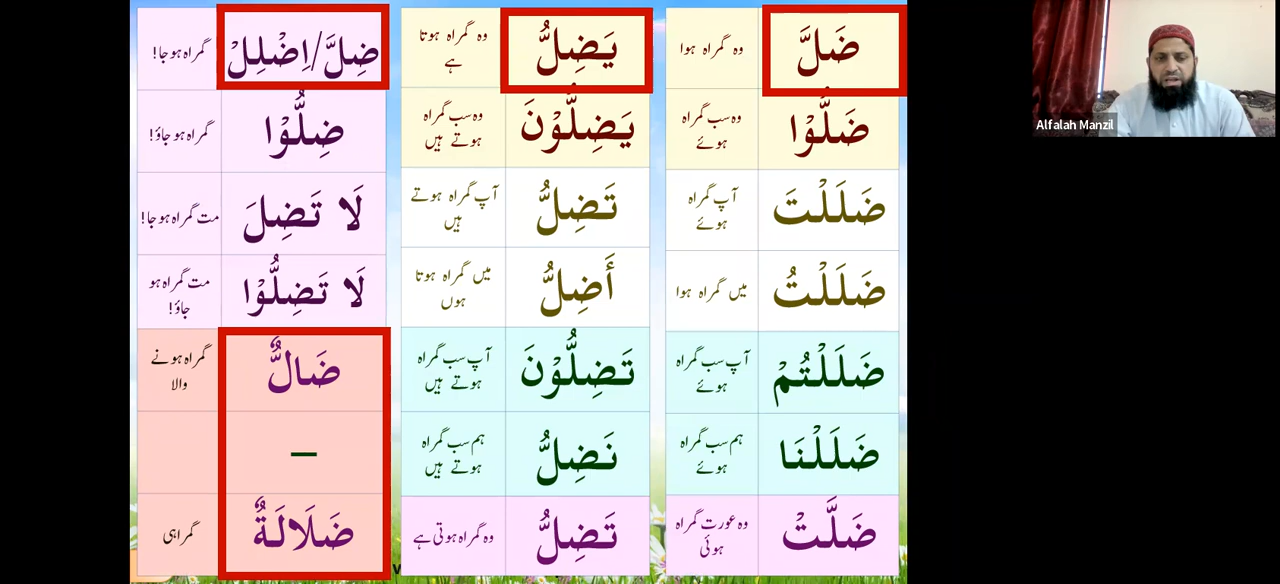 ضَلَّ
وہ گمراہ ہوا
يَضِلُّ
وہ گمراہ ہوتا
ہے
ضِلَّ/اِضْلِلْ
گمراہ ہو جا!
ضَلُّوْا
وہ سب گمراہ
ہوئے
يَضِلُّوْنَ
وہ سب گمراہ
ہوتے ہیں
ضِلُّوْا
گمراہ ہو جاؤ!
ضَلَلْتَ
آپ گمراہ
ہوئے
تَضِلُّ
آپ گمراہ ہوتے
ہیں
لَا تَضِلَ
مت گمراہ ہو جا!
ضَلَلْتُ
میں گمراہ ہوا
أَضِلُّ
میں گمراہ ہوتا
ہوں
لَا تَضِلُّوْا
مت گمراہ ہو
جاؤ!
ضَلَلْتُمْ
آپ سب گمراہ
ہوئے
تَضِلُّوْنَ
آپ سب گمراہ
ہوتے ہیں
ضَالٌّ
گمراہ ہونے
والا
ضَلَلْنَا
ہم سب گمراہ
ہوئے
نَضِلُّ
ہم سب گمراہ
ہوتے ہیں
–
ضَلَّتْ
وہ عورت گمراہ
ہوئی
تَضِلُّ
وہ گمراہ ہوتی ہے
ضَلَالَةٌ
گمراہی
Alfalah Manzil